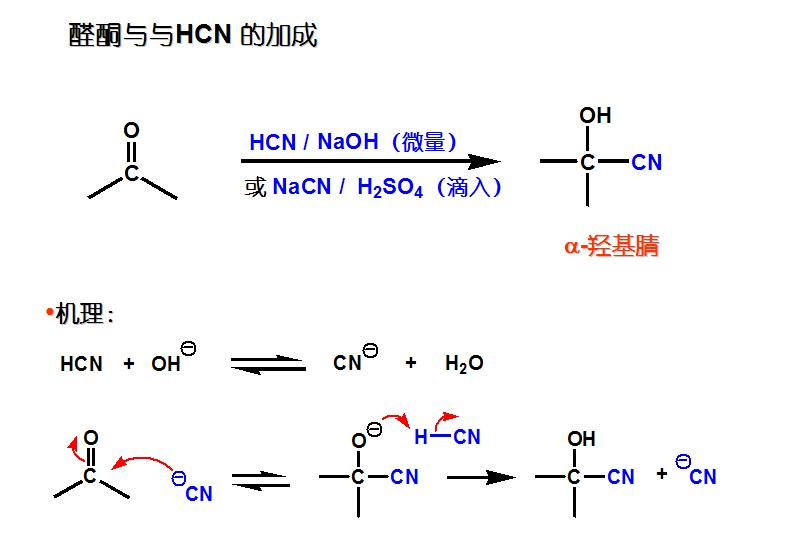 醛酮与与HCN 的加成
O
C
HCN / NaOH（微量）
或 NaCN / H₂SO₄（滴入）
OH
C CN
α-羟基腈
•机理：
HCN + OH⊖ CN⊖ + H₂O
O
C
⊖CN
O⊖ H CN
C CN
OH
C CN + ⊖CN